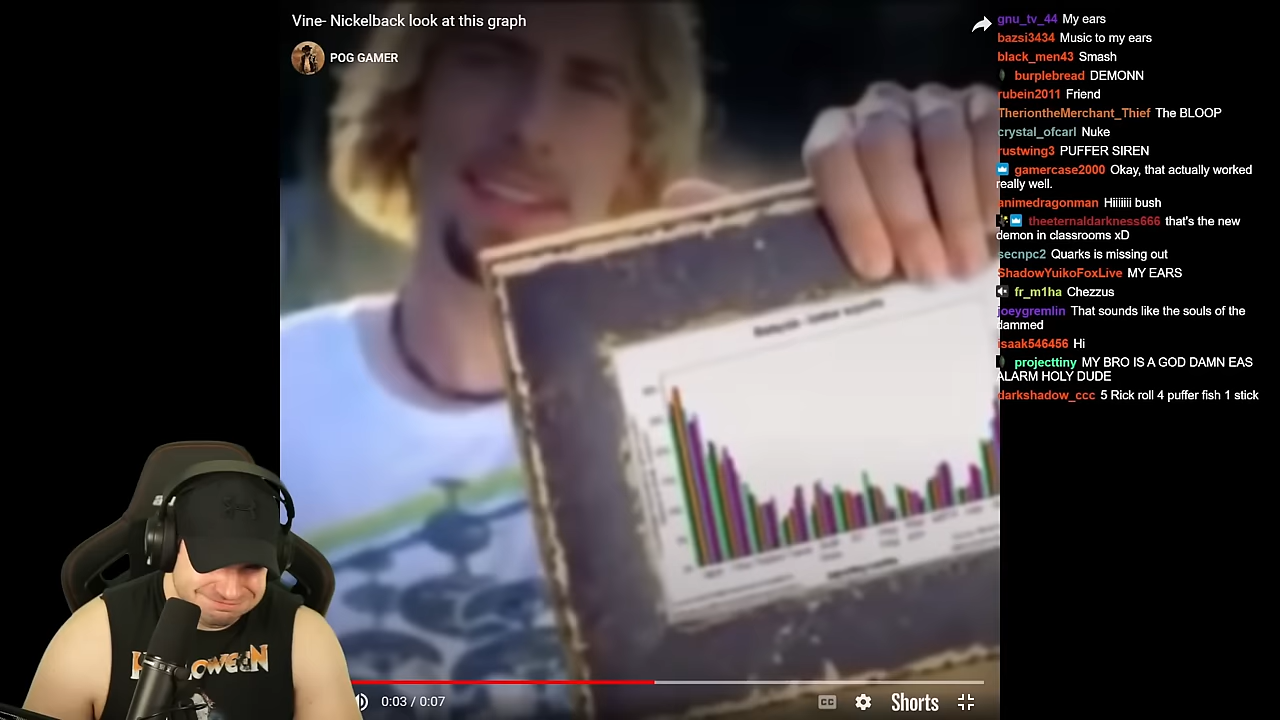 Vine- Nickelback look at this graph
POG GAMER
gnu_tv_44 My ears
bazsi3434 Music to my ears
black_men43 Smash
burplebread DEMONN
rubein2011 Friend
TheriontheMerchant_Thief The BLOOP
crystal_ofcarl Nuke
rustwing3 PUFFER SIREN
gamercase2000 Okay, that actually worked
really well.
animedragonman Hiiiiiii bush
theeternaldarkness666 that's the new
demon in classrooms xD
secnpc2 Quarks is missing out
ShadowYuikoFoxLive MY EARS
fr_m1ha Chezzus
joeygremlin That sounds like the souls of the
dammed
isaak546456 Hi
projecttiny MY BRO IS A GOD DAMN EAS
ALARM HOLY DUDE
darkshadow_ccc 5 Rick roll 4 puffer fish 1 stick
0:03 / 0:07
CC
Shorts